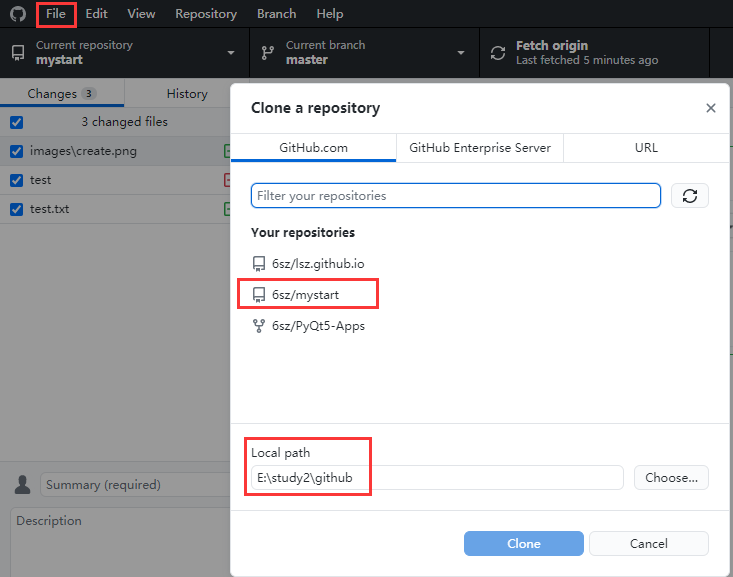 File Edit View Repository Branch Help
Current repository
mystart
Current branch
master
Fetch origin
Last fetched 5 minutes ago
Changes 3
History
3 changed files
images\create.png
test
test.txt
Summary (required)
Description
Clone a repository
GitHub.com
GitHub Enterprise Server
URL
Filter your repositories
Your repositories
6sz/lsz.github.io
6sz/mystart
6sz/PyQt5-Apps
Local path
E:\study2\github
Choose...
Clone
Cancel